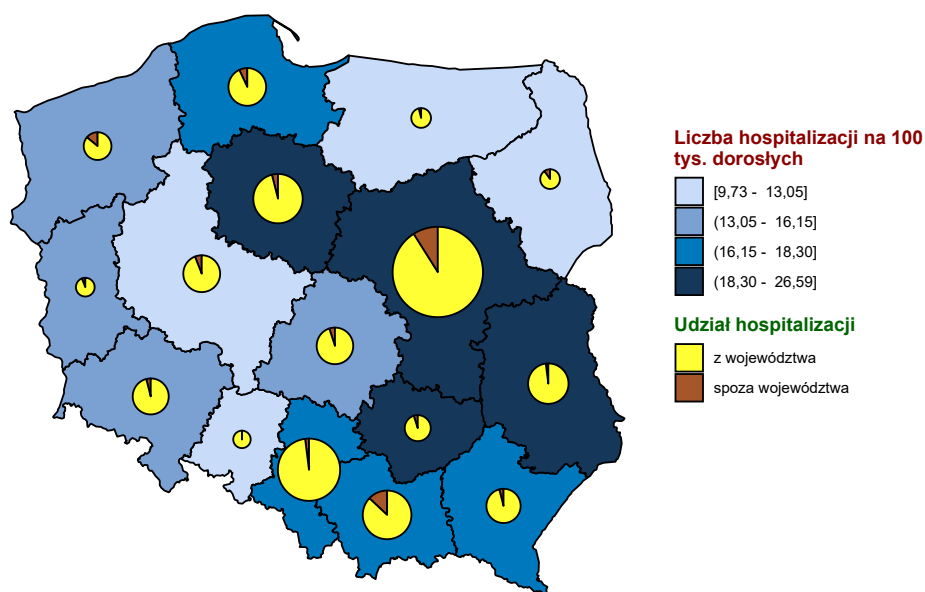 Liczba hospitalizacji na 100
tys. dorosłych
[9,73 - 13,05]
(13,05 - 16,15]
(16,15 - 18,30]
(18,30 - 26,59]
Udział hospitalizacji
z województwa
spoza województwa